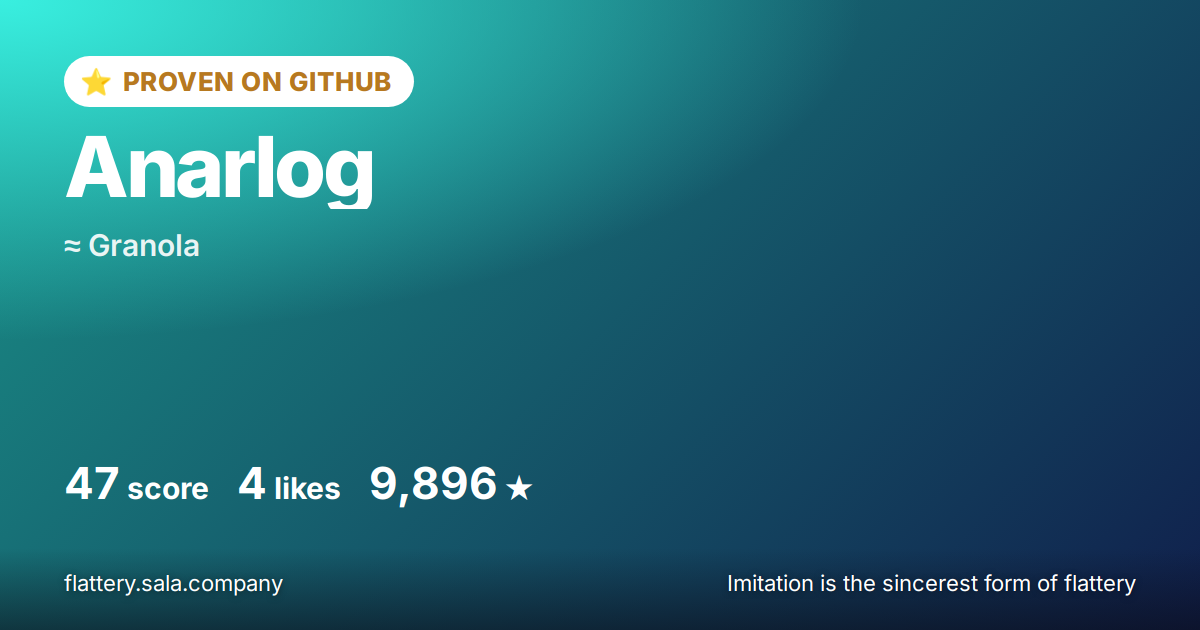 ⭐ PROVEN ON GITHUB
Anarlog
≈ Granola
47 score 4 likes 9,896 ★
flattery.sala.company
Imitation is the sincerest form of flattery